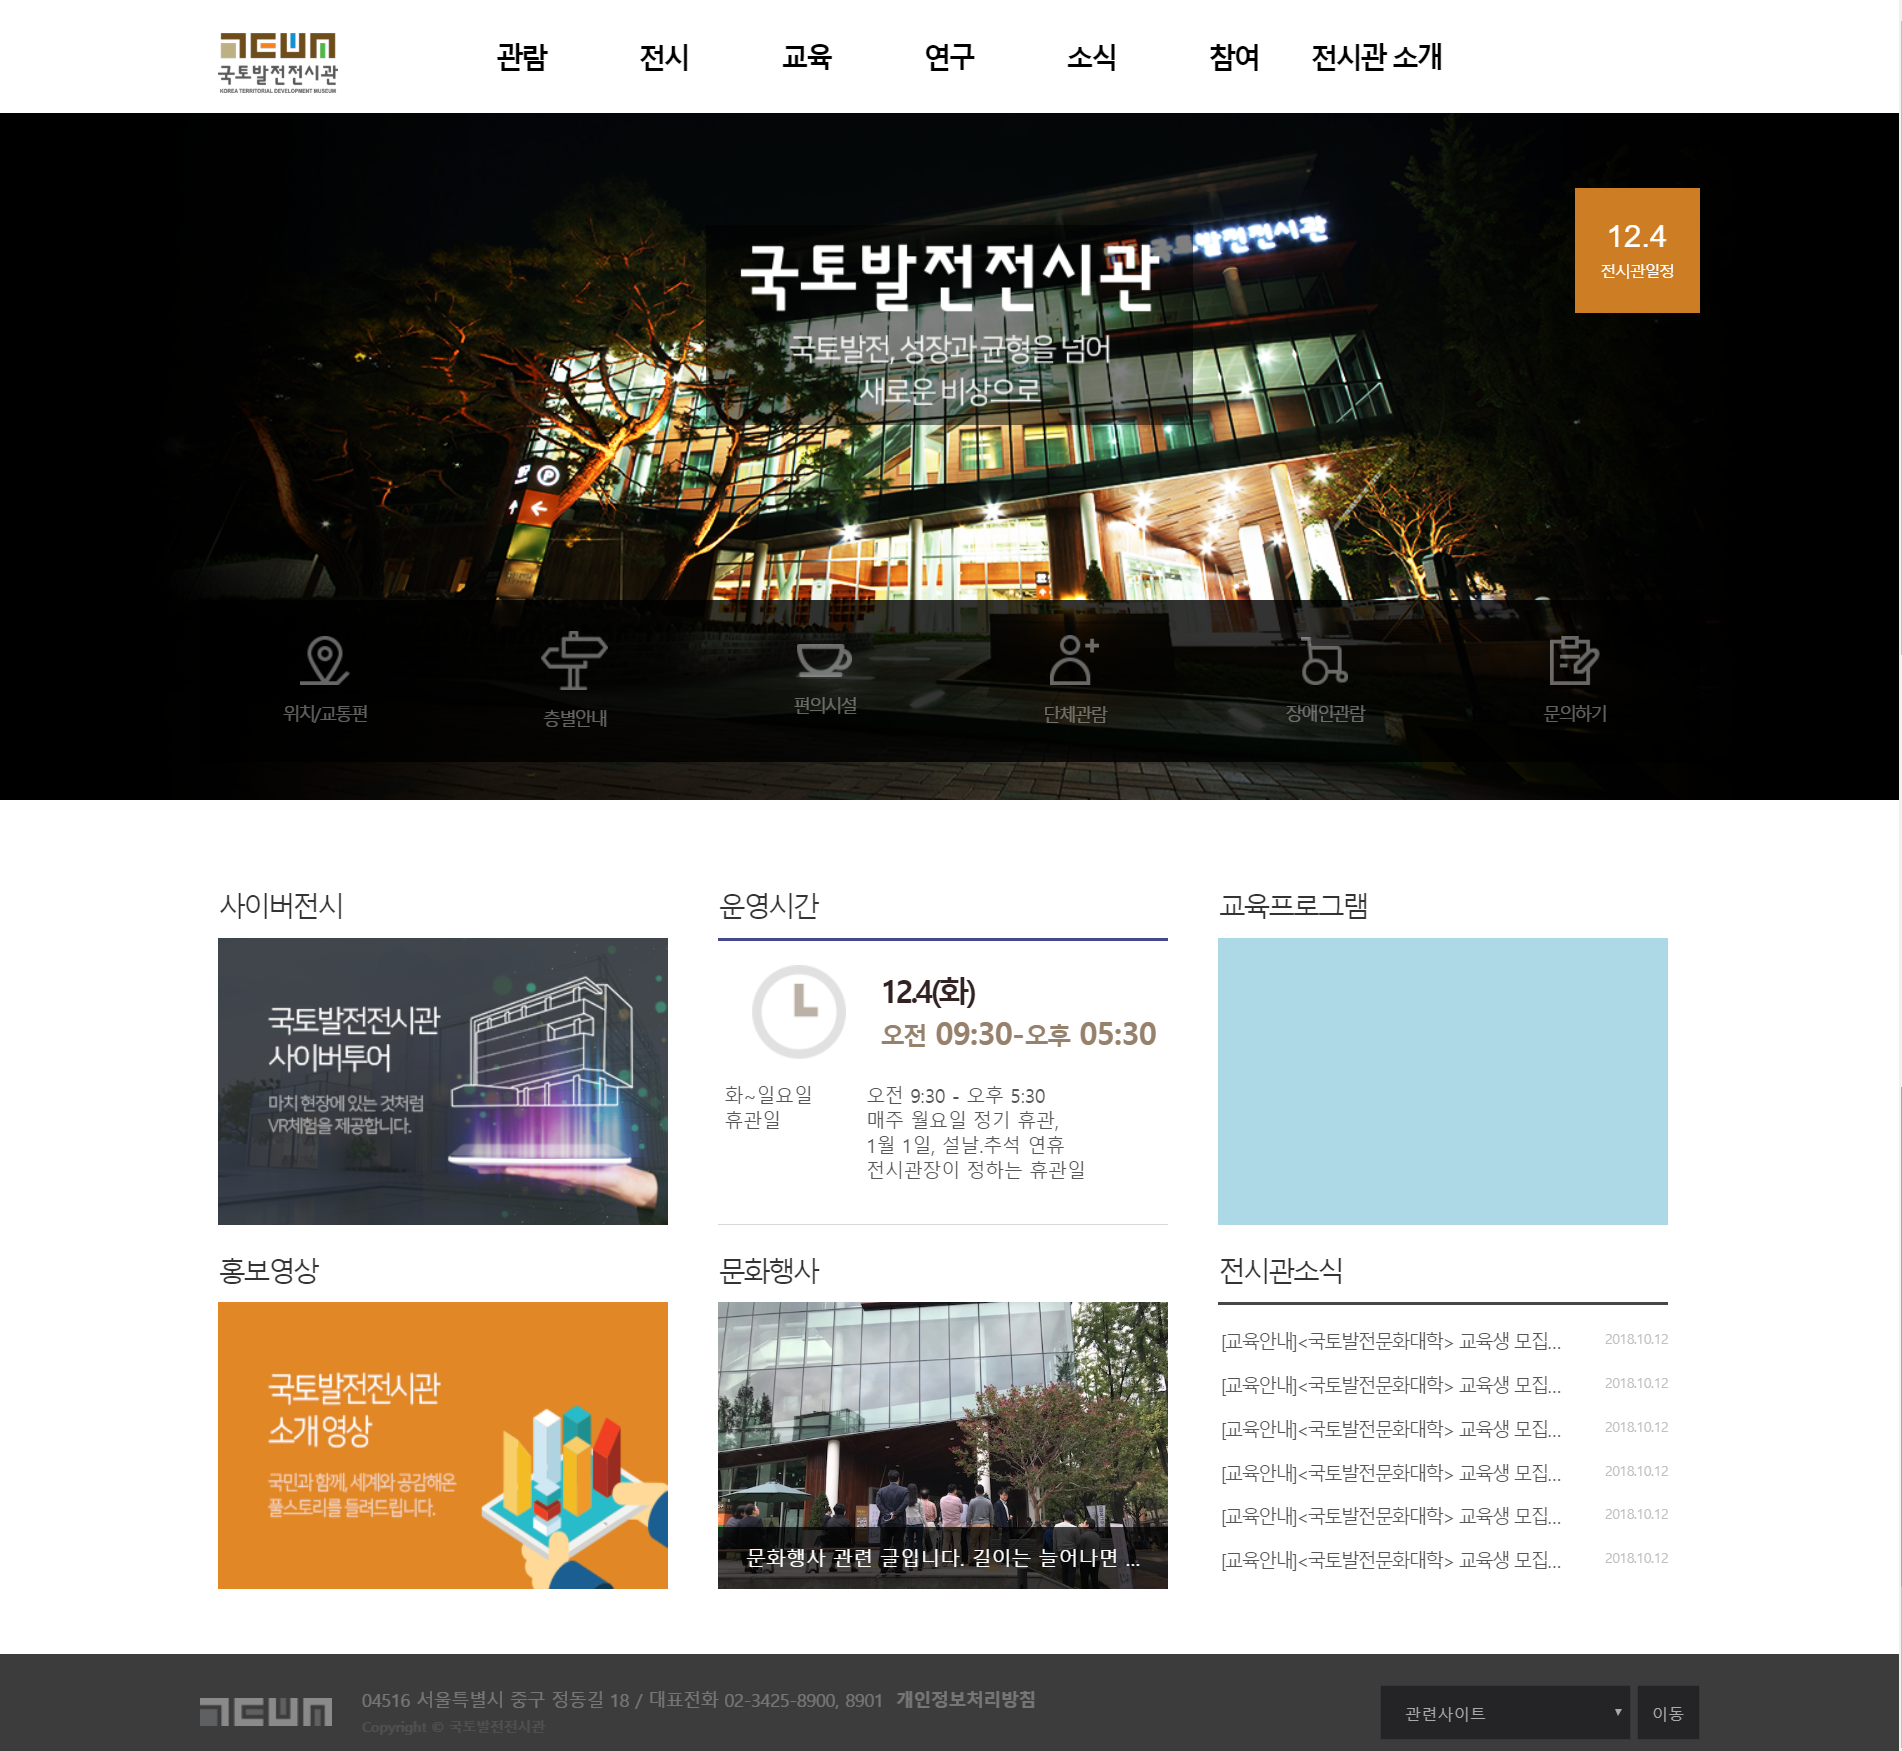 국토발전전시관
KOREA TERRITORIAL DEVELOPMENT MUSEUM
관람 전시 교육 연구 소식 참여 전시관 소개
국토발전전시관
12.4
전시관일정
국토발전전시관
국토발전, 성장과 균형을 넘어
새로운 비상으로
P
위치/교통편 층별안내 편의시설 단체관람 장애인관람 문의하기
사이버전시
국토발전전시관
사이버투어
마치 현장에 있는 것처럼
VR체험을 제공합니다.
운영시간
12.4(화)
오전 09:30-오후 05:30
화~일요일 오전 9:30 - 오후 5:30
휴관일 매주 월요일 정기 휴관,
1월 1일, 설날.추석 연휴
전시관장이 정하는 휴관일
교육프로그램
홍보영상
국토발전전시관
소개 영상
국민과 함께, 세계와 공감해온
풀스토리를 들려드립니다.
문화행사
문화행사 관련 글입니다. 길이는 늘어나면 ...
전시관소식
[교육안내]<국토발전문화대학> 교육생 모집... 2018.10.12
[교육안내]<국토발전문화대학> 교육생 모집... 2018.10.12
[교육안내]<국토발전문화대학> 교육생 모집... 2018.10.12
[교육안내]<국토발전문화대학> 교육생 모집... 2018.10.12
[교육안내]<국토발전문화대학> 교육생 모집... 2018.10.12
[교육안내]<국토발전문화대학> 교육생 모집... 2018.10.12
04516 서울특별시 중구 정동길 18 / 대표전화 02-3425-8900, 8901 개인정보처리방침
Copyright © 국토발전전시관
관련사이트 ▼ 이동